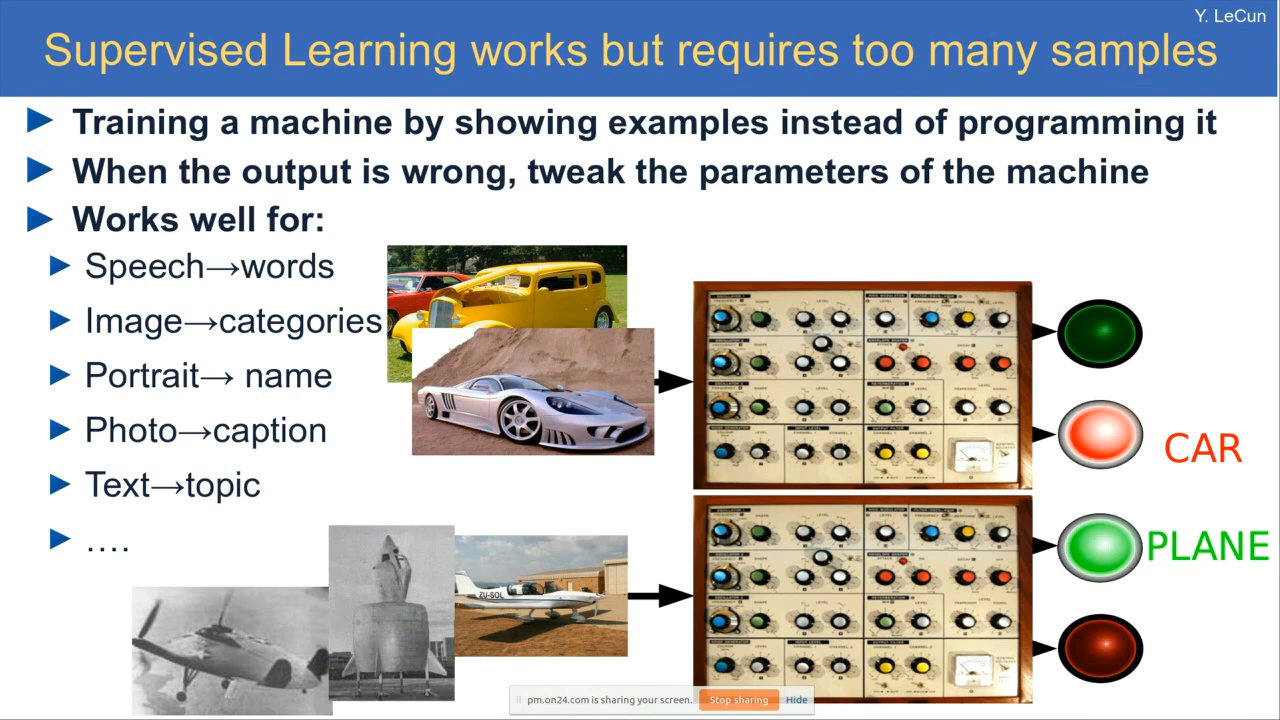 Y. LeCun
Supervised Learning works but requires too many samples
► Training a machine by showing examples instead of programming it
► When the output is wrong, tweak the parameters of the machine
► Works well for:
► Speech→words
► Image→categories
► Portrait→ name
► Photo→caption
► Text→topic
► ….
CAR
PLANE
ZU-SOL
pm.on24.com is sharing your screen.
Stop sharing
Hide